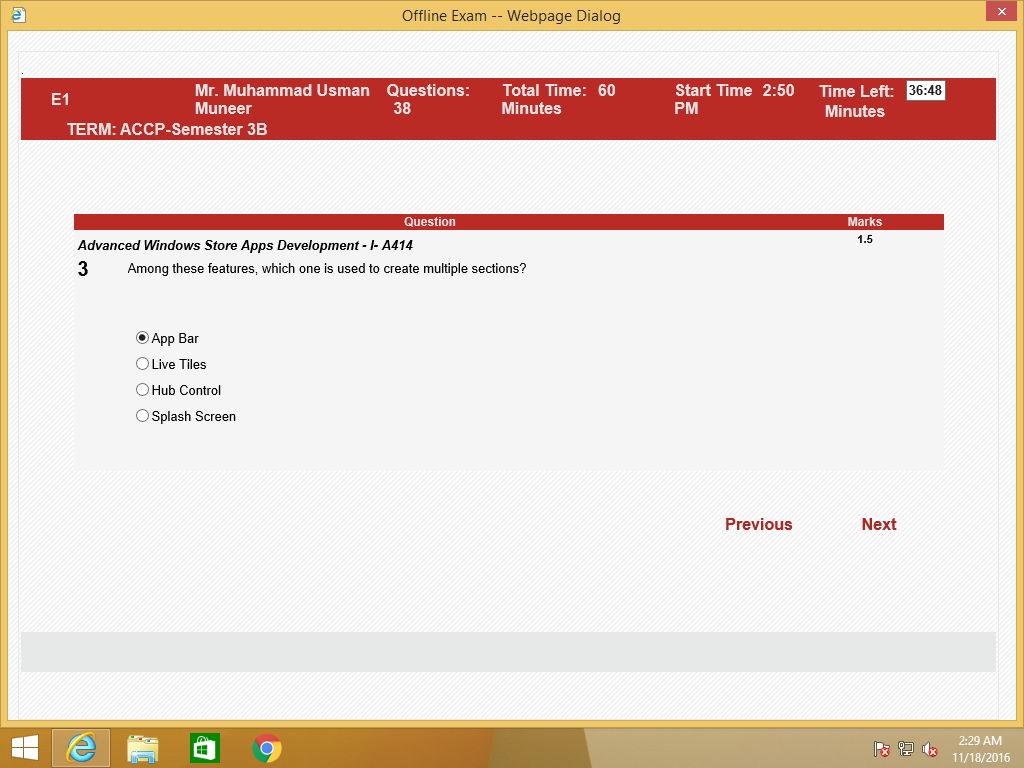 Offline Exam -- Webpage Dialog
.
E1
Mr. Muhammad Usman Muneer
Questions: 38
Total Time: 60 Minutes
Start Time 2:50 PM
Time Left: 36:48 Minutes
TERM: ACCP-Semester 3B
Question Marks
Advanced Windows Store Apps Development - I- A414 1.5
3 Among these features, which one is used to create multiple sections?
App Bar
Live Tiles
Hub Control
Splash Screen
Previous Next
2:29 AM
11/18/2016